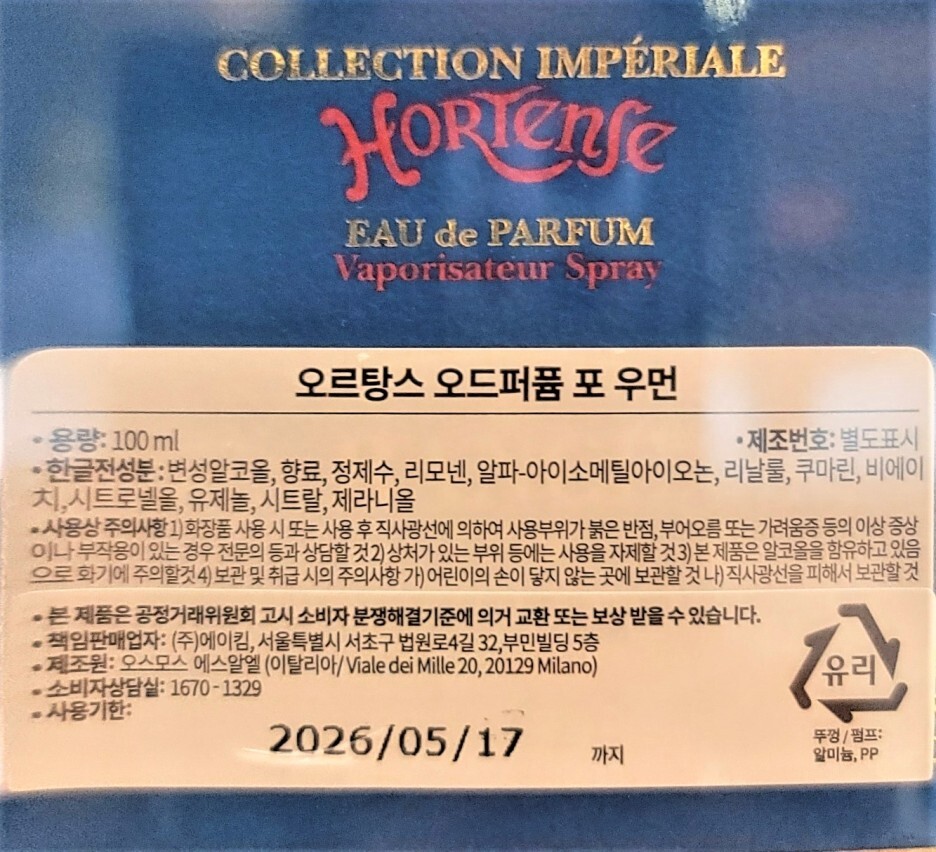 COLLECTION IMPÉRIALE
HORTENSE
EAU de PARFUM
Vaporisateur Spray
오르탕스 오드퍼퓸 포 우먼
• 용량: 100 ml
• 제조번호: 별도표시
• 한글전성분 : 변성알코올, 향료, 정제수, 리모넨, 알파-아이소메틸아이오논, 리날룰, 쿠마린, 비에이
치,시트로넬올, 유제놀, 시트랄, 제라니올
• 사용상 주의사항 1) 화장품 사용 시 또는 사용 후 직사광선에 의하여 사용부위가 붉은 반점, 부어오름 또는 가려움증 등의 이상 증상
이나 부작용이 있는 경우 전문의 등과 상담할 것 2) 상처가 있는 부위 등에는 사용을 자제할 것 3) 본 제품은 알코올을 함유하고 있음
으로 화기에 주의할것 4) 보관 및 취급 시의 주의사항 가) 어린이의 손이 닿지 않는 곳에 보관할 것 나) 직사광선을 피해서 보관할 것
• 본 제품은 공정거래위원회 고시 소비자 분쟁해결기준에 의거 교환 또는 보상 받을 수 있습니다.
• 책임판매업자: (주)에이킴, 서울특별시 서초구 법원로4길 32,부민빌딩 5층
• 제조원: 오스모스 에스알엘 (이탈리아/ Viale dei Mille 20, 20129 Milano)
• 소비자상담실: 1670 - 1329
• 사용기한:
2026/05/17 까지
유리
뚜껑 / 펌프:
알미늄, PP